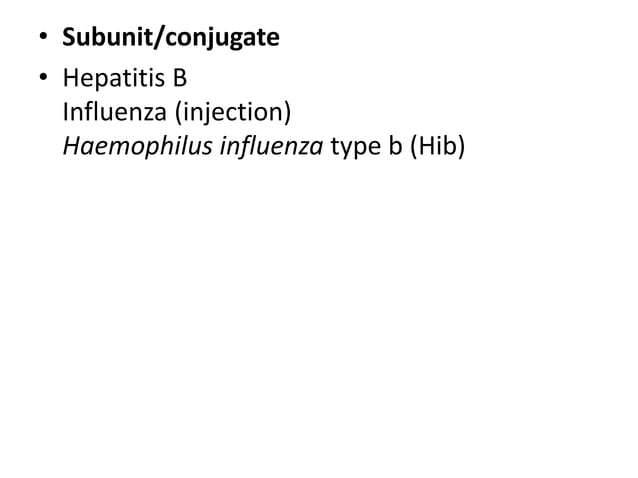 • Subunit/conjugate
• Hepatitis B
Influenza (injection)
Haemophilus influenza type b (Hib)